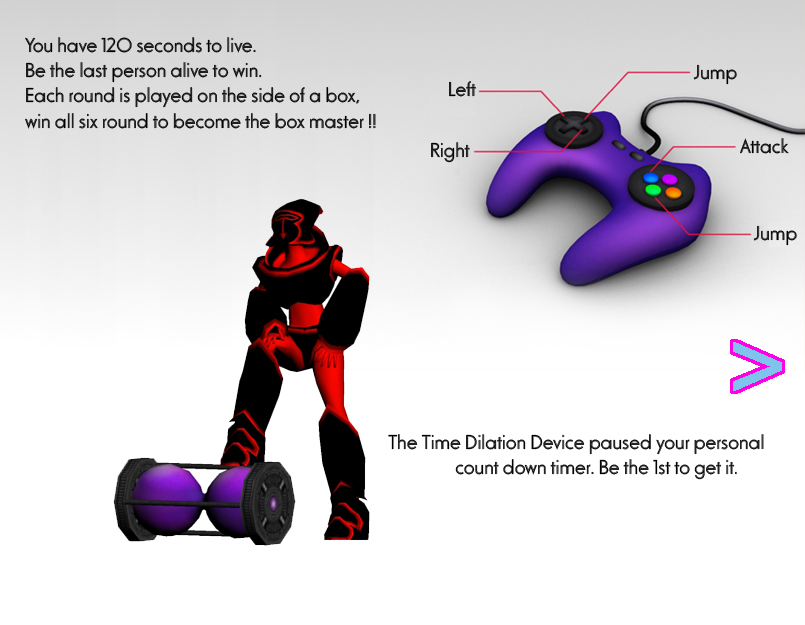 You have 120 seconds to live.
Be the last person alive to win.
Each round is played on the side of a box,
win all six round to become the box master !!
Left
Jump
Right
Attack
Jump
>
The Time Dilation Device paused your personal
count down timer. Be the 1st to get it.